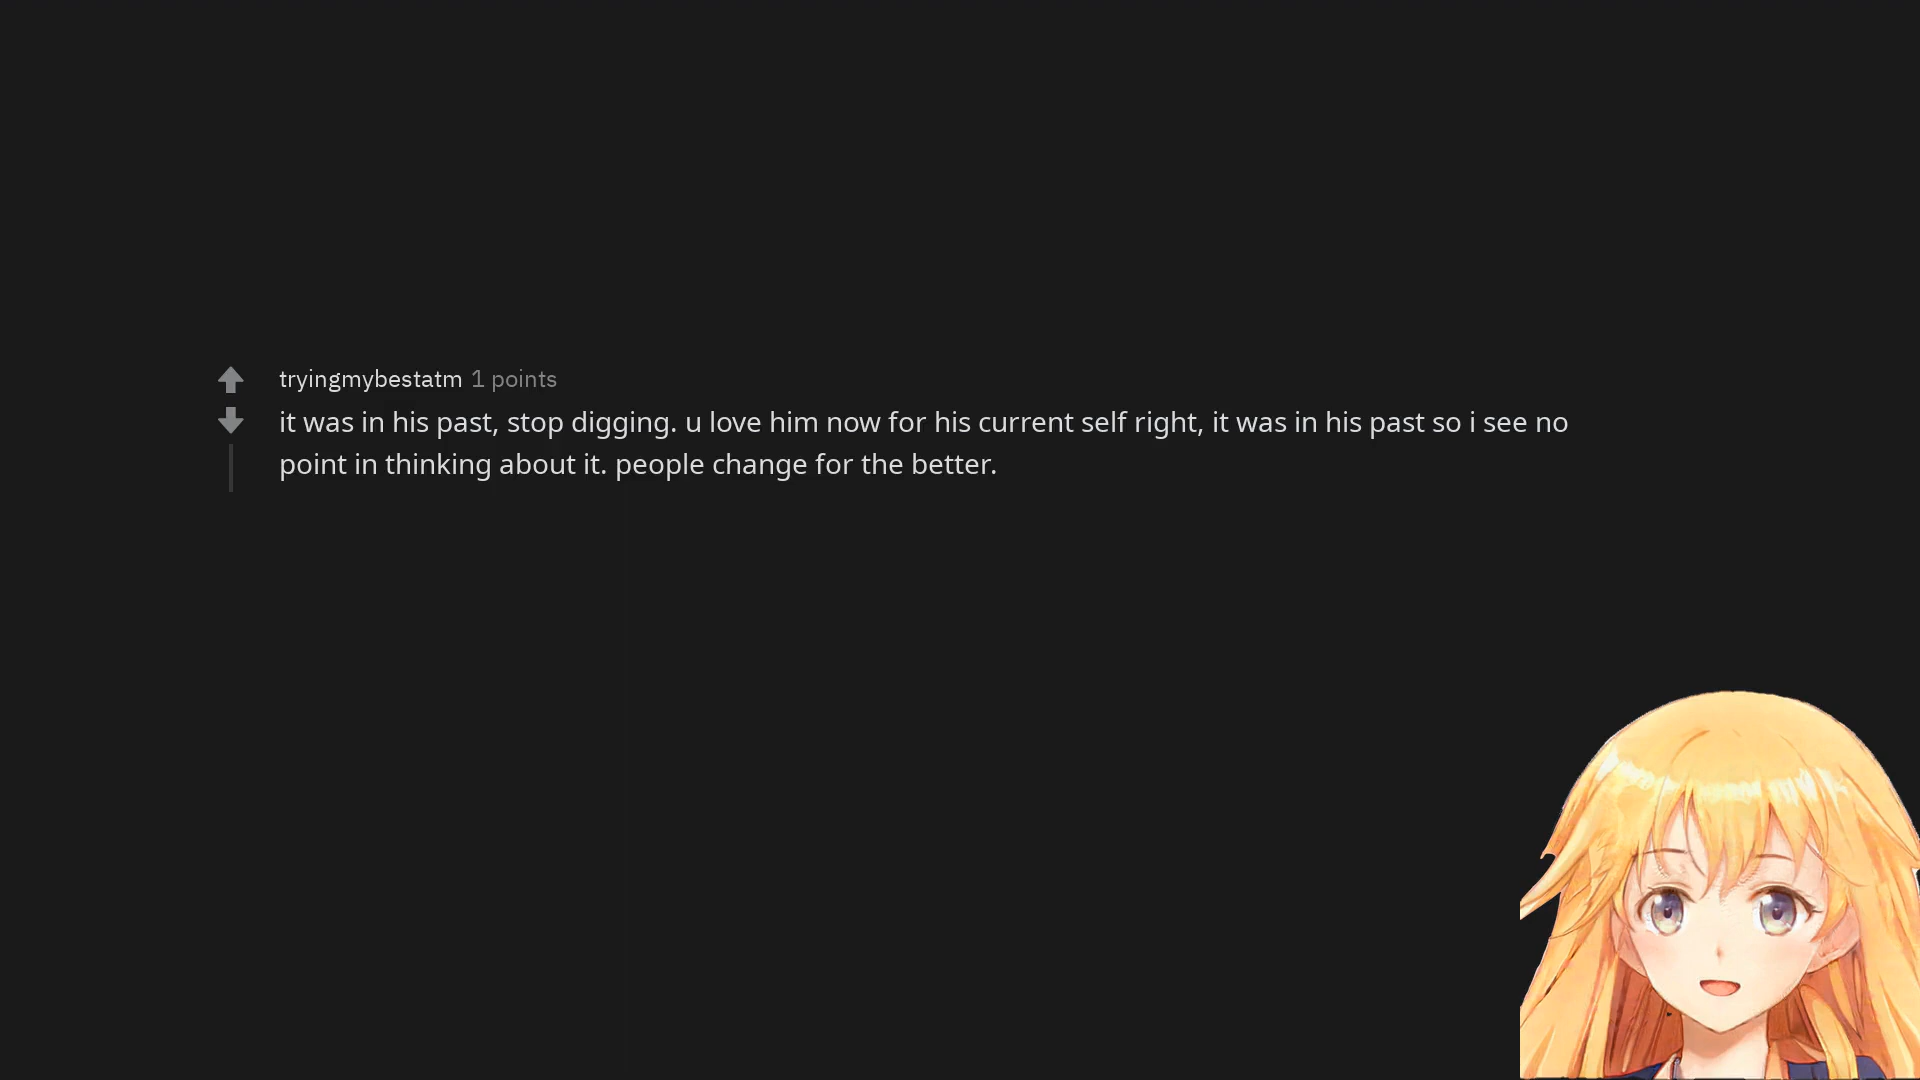 tryingmybestatm 1 points
it was in his past, stop digging. u love him now for his current self right, it was in his past so i see no
point in thinking about it. people change for the better.